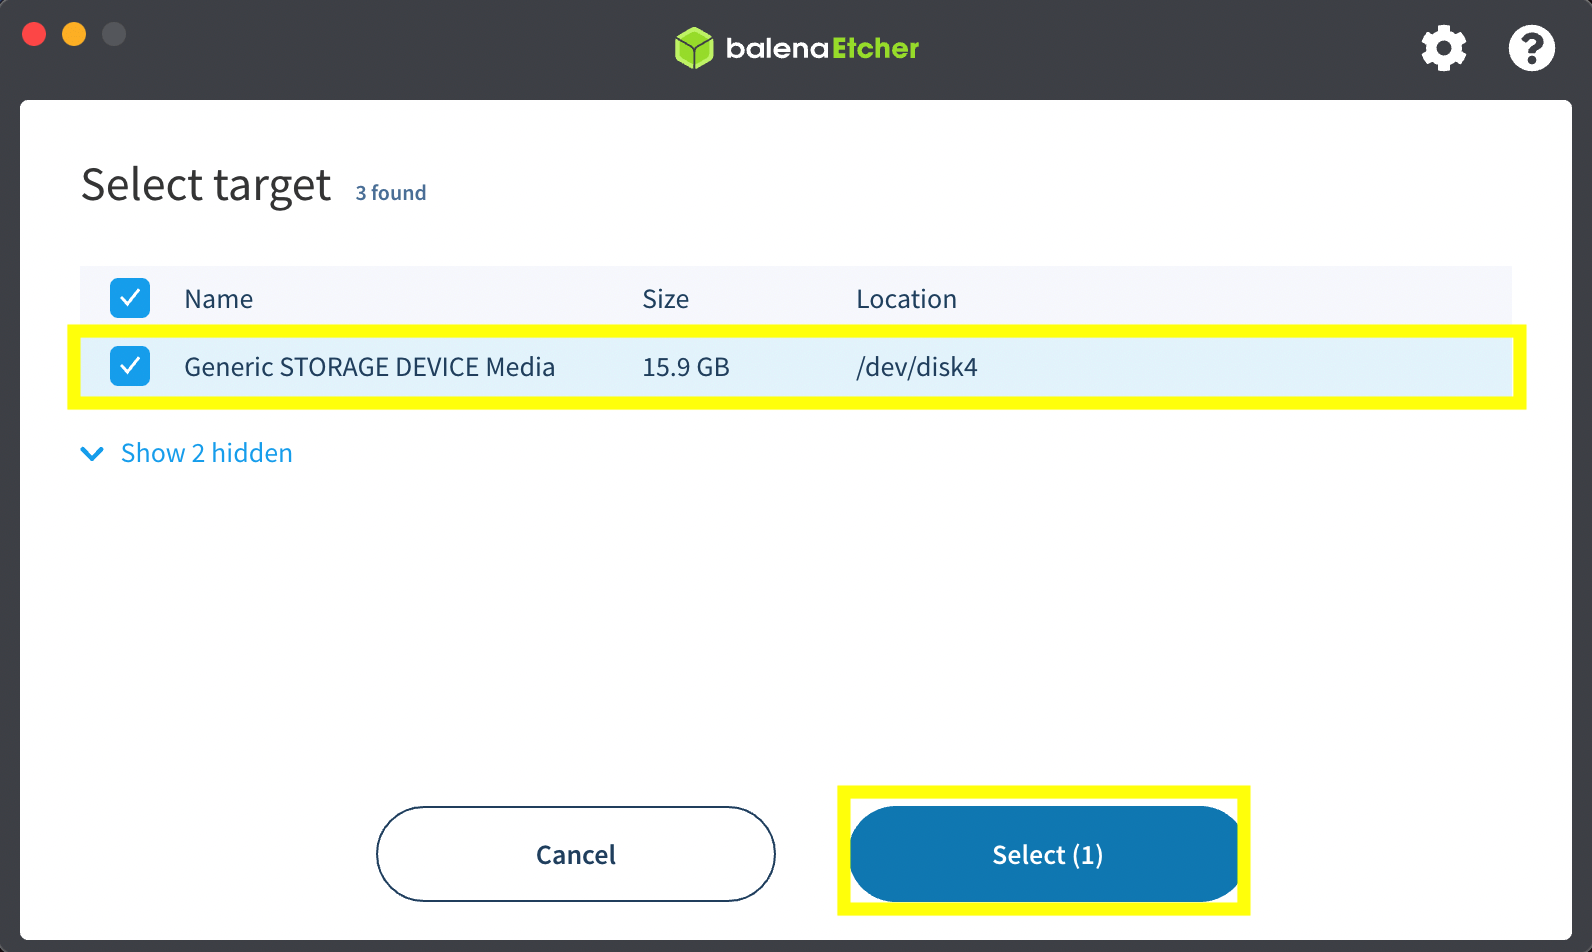 balenaEtcher
Select target 3 found
Name Size Location
Generic STORAGE DEVICE Media 15.9 GB /dev/disk4
Show 2 hidden
Cancel Select (1)